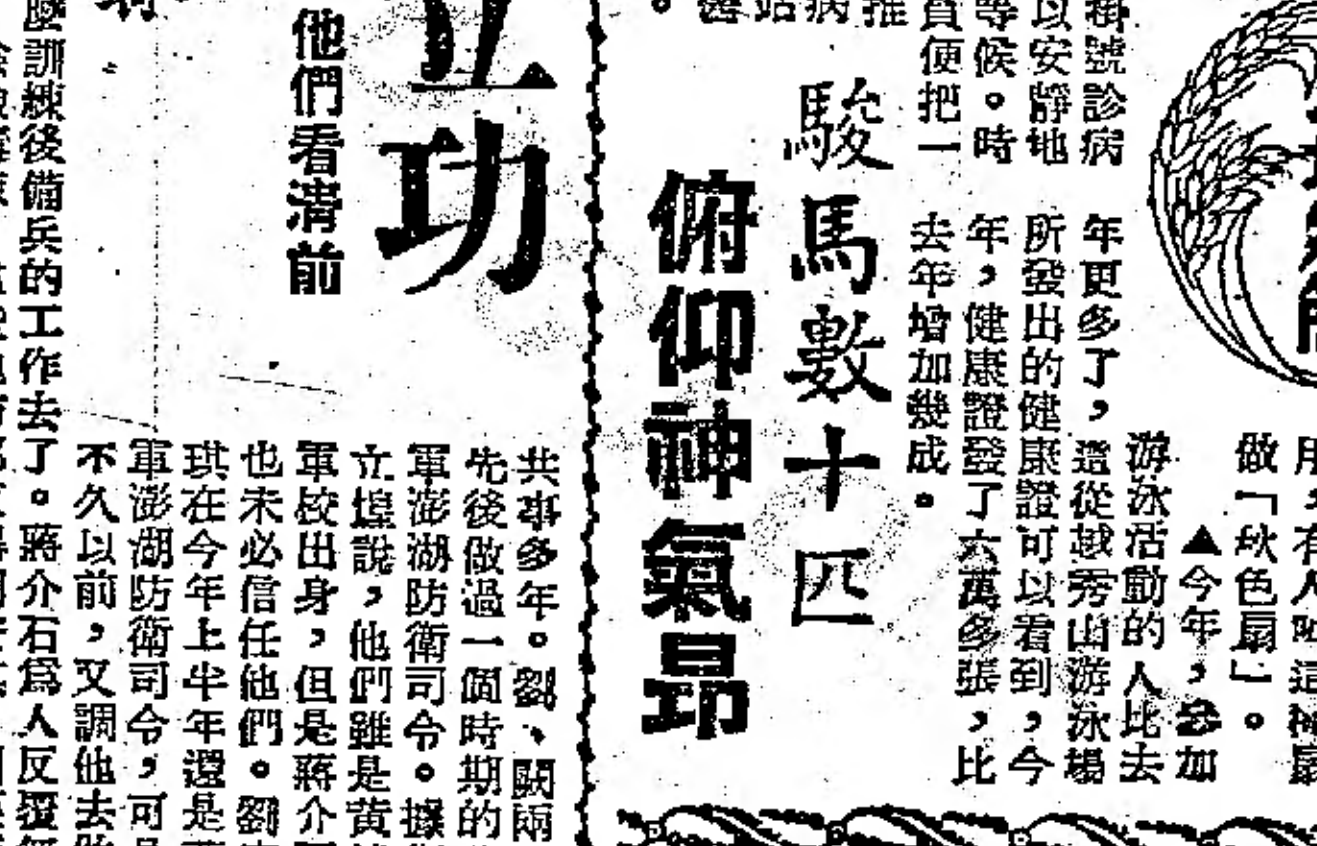 用，有人
做「秋色扇」。
▲今年，參加
游泳活動的人比去
年更多了，這從越秀山游泳場
所發出的健康證可以看到，今
年，健康證發了六萬多張，比
去年增加幾成。
稱號診病
以安靜地
等候。時
便把一
駿馬數十匹
俯仰神氣昂
立功
他們看清前
共事多年。劉、闕兩
先後做過一個時期的
軍澎湖防衛司令。據
立煌說，他們雖是黃
軍校出身，但是蔣介
也未必信任他們。劉
琪在今年上半年還是
軍澎湖防衛司令，可
不久以前，又調他去
訓練後備兵的工作去了。蔣介石為人反覆